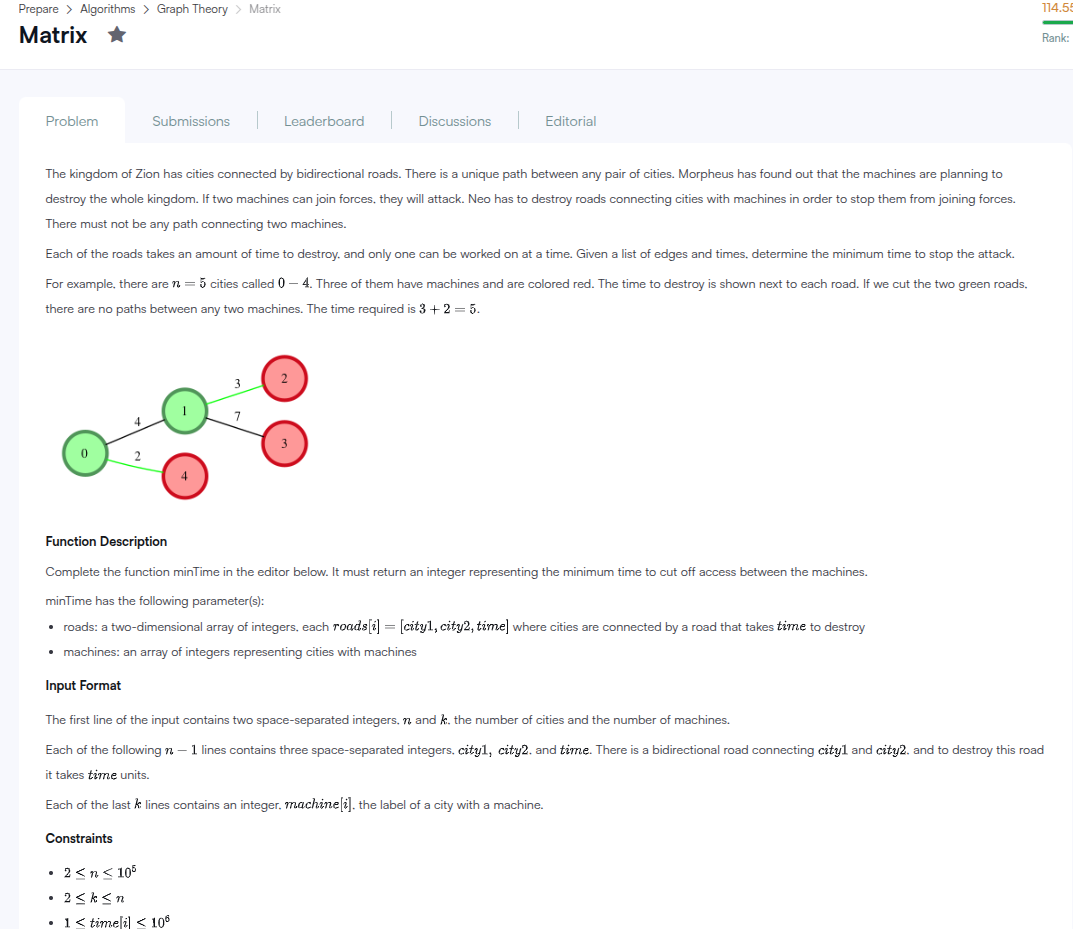 Prepare > Algorithms > Graph Theory > Matrix
114.55
Matrix ★
Rank:
Problem
Submissions
Leaderboard
Discussions
Editorial
The kingdom of Zion has cities connected by bidirectional roads. There is a unique path between any pair of cities. Morpheus has found out that the machines are planning to
destroy the whole kingdom. If two machines can join forces, they will attack. Neo has to destroy roads connecting cities with machines in order to stop them from joining forces.
There must not be any path connecting two machines.
Each of the roads takes an amount of time to destroy, and only one can be worked on at a time. Given a list of edges and times, determine the minimum time to stop the attack.
For example, there are n = 5 cities called 0 − 4. Three of them have machines and are colored red. The time to destroy is shown next to each road. If we cut the two green roads,
there are no paths between any two machines. The time required is 3 + 2 = 5.
3
2
1
7
4
3
0
2
4
Function Description
Complete the function minTime in the editor below. It must return an integer representing the minimum time to cut off access between the machines.
minTime has the following parameter(s):
• roads: a two-dimensional array of integers, each roads[i] = [city1, city2, time] where cities are connected by a road that takes time to destroy
• machines: an array of integers representing cities with machines
Input Format
The first line of the input contains two space-separated integers, n and k, the number of cities and the number of machines.
Each of the following n − 1 lines contains three space-separated integers, city1, city2, and time. There is a bidirectional road connecting city1 and city2, and to destroy this road
it takes time units.
Each of the last k lines contains an integer, machine[i], the label of a city with a machine.
Constraints
• 2 ≤ n ≤ 10⁵
• 2 ≤ k ≤ n
• 1 ≤ time[i] ≤ 10⁶